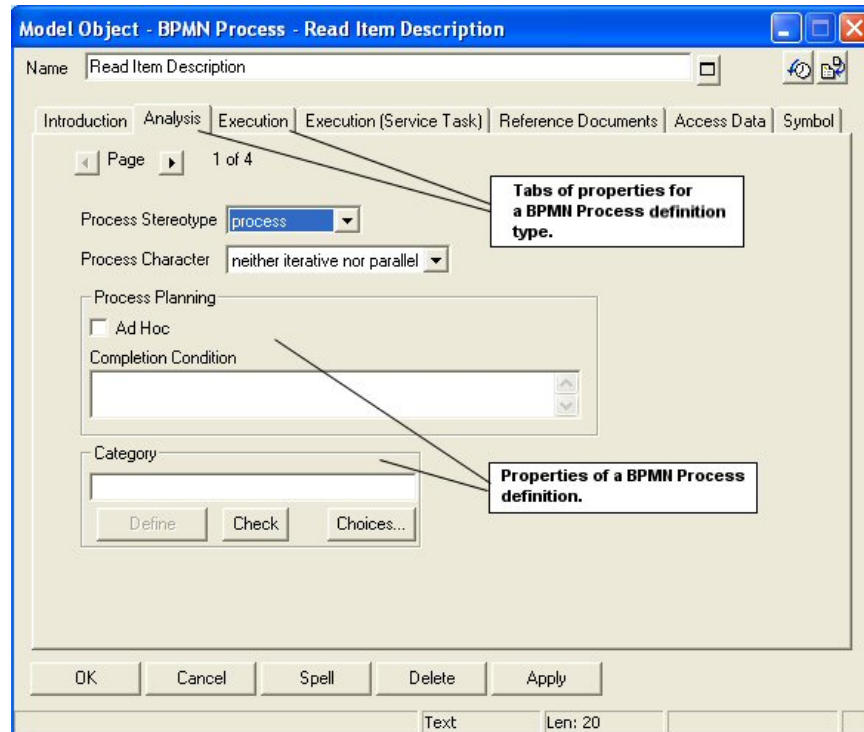 Model Object - BPMN Process - Read Item Description
Name Read Item Description
Introduction Analysis Execution Execution (Service Task) Reference Documents Access Data Symbol
Page 1 of 4
Tabs of properties for
a BPMN Process definition
type.
Process Stereotype process
Process Character neither iterative nor parallel
Process Planning
Ad Hoc
Completion Condition
Category
Properties of a BPMN Process
definition.
Define Check Choices...
OK Cancel Spell Delete Apply
Text Len: 20